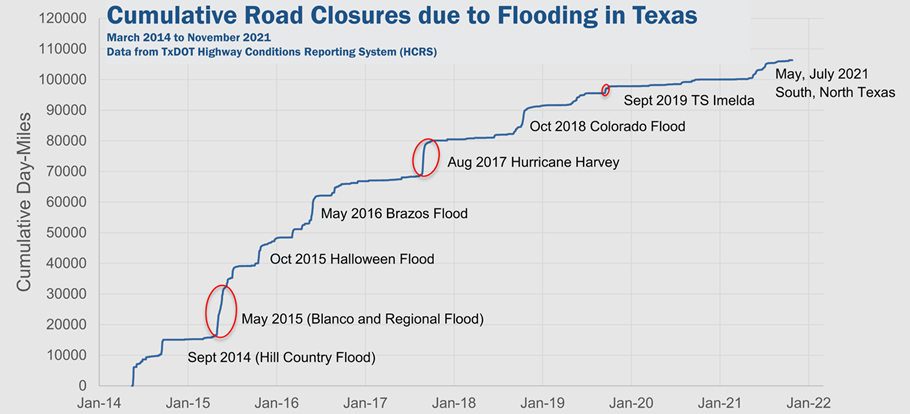 Cumulative Road Closures due to Flooding in Texas
March 2014 to November 2021
Data from TxDOT Highway Conditions Reporting System (HCRS)
Cumulative Day-Miles
120000
110000
100000
90000
80000
70000
60000
50000
40000
30000
20000
10000
0
May, July 2021
South, North Texas
Sept 2019 TS Imelda
Oct 2018 Colorado Flood
Aug 2017 Hurricane Harvey
May 2016 Brazos Flood
Oct 2015 Halloween Flood
May 2015 (Blanco and Regional Flood)
Sept 2014 (Hill Country Flood)
Jan-14 Jan-15 Jan-16 Jan-17 Jan-18 Jan-19 Jan-20 Jan-21 Jan-22